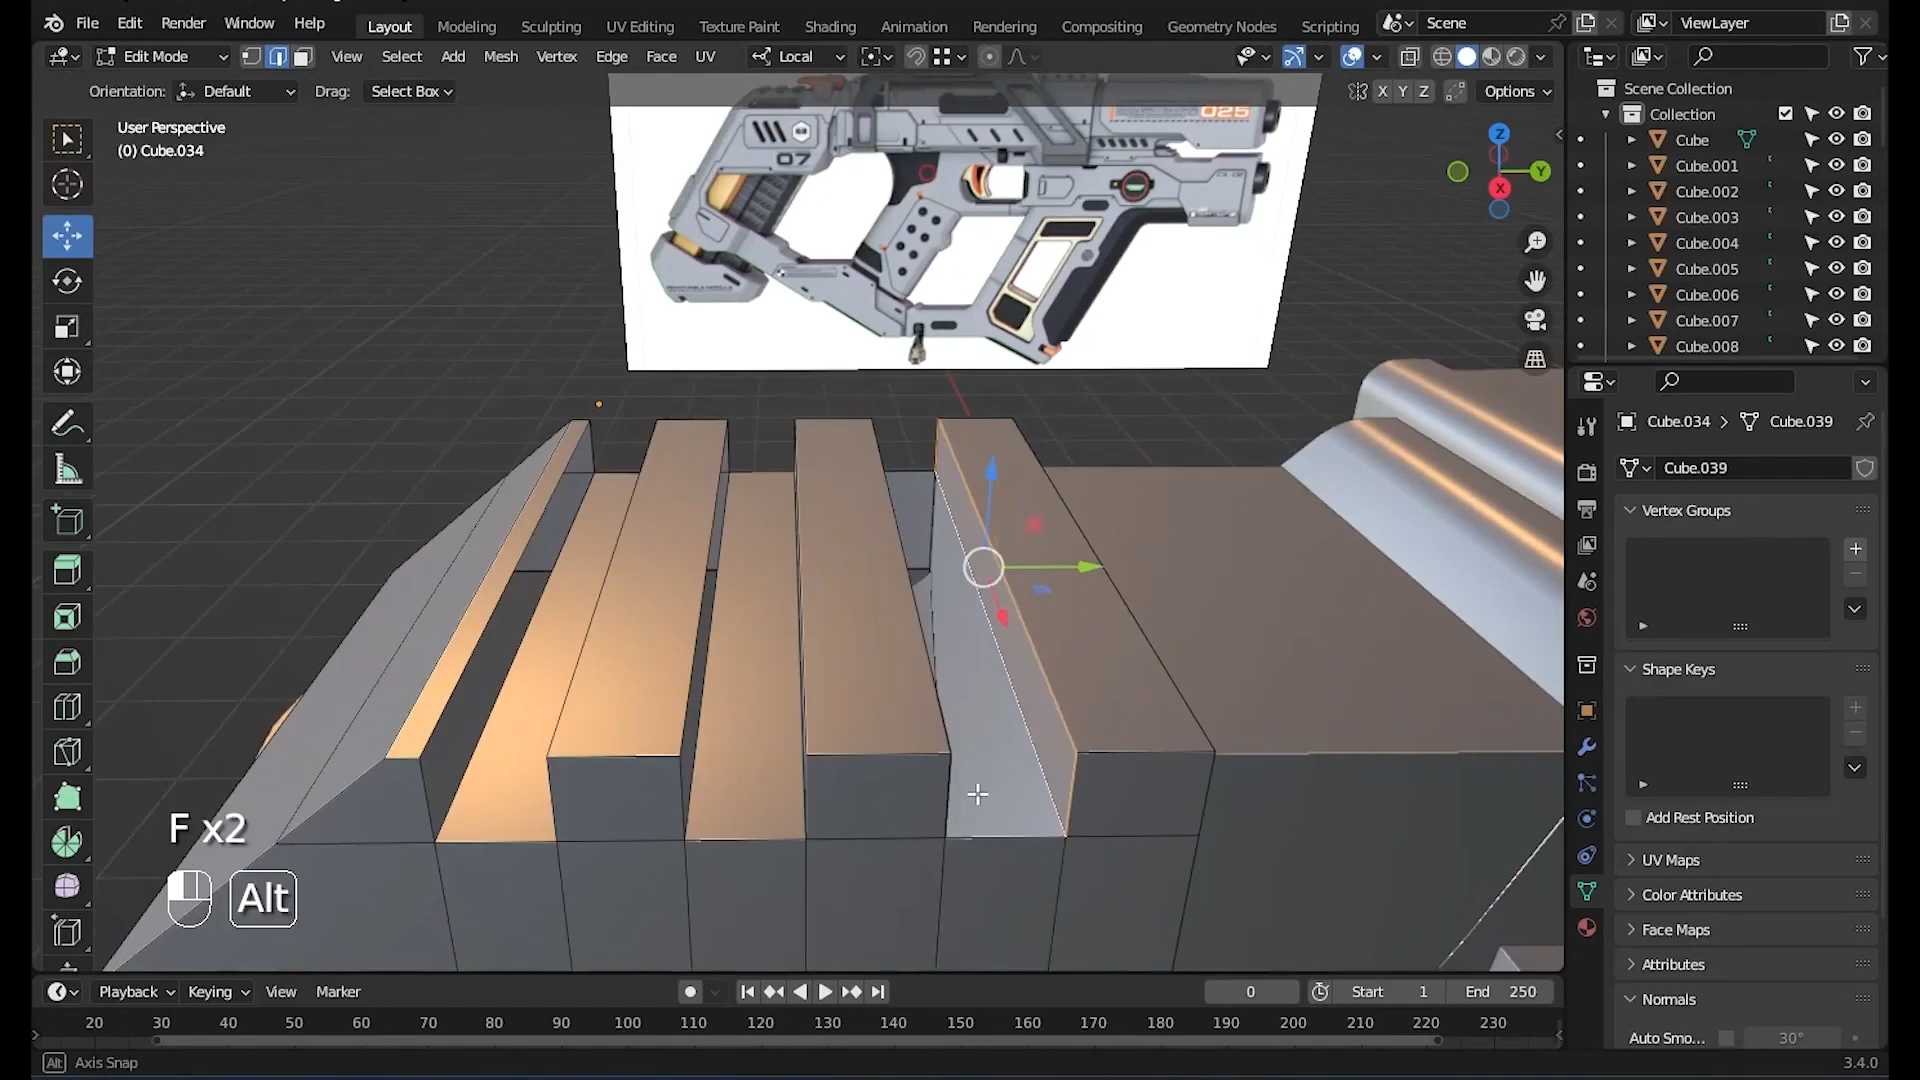 File Edit Render Window Help Layout Modeling Sculpting UV Editing Texture Paint Shading Animation Rendering Compositing Geometry Nodes Scripting Scene ViewLayer
Edit Mode View Select Add Mesh Vertex Edge Face UV Local
Orientation: Default Drag: Select Box X Y Z Options
User Perspective
(0) Cube.034
025
07
Z
Y
X
Scene Collection
Collection
Cube
Cube.001
Cube.002
Cube.003
Cube.004
Cube.005
Cube.006
Cube.007
Cube.008
Cube.034 > Cube.039
Cube.039
Vertex Groups
Shape Keys
Add Rest Position
UV Maps
Color Attributes
Face Maps
Attributes
Normals
Auto Smo... 30°
F x2
Alt
Playback Keying View Marker 0 Start 1 End 250
20 30 40 50 60 70 80 90 100 110 120 130 140 150 160 170 180 190 200 210 220 230
Alt Axis Snap 3.4.0